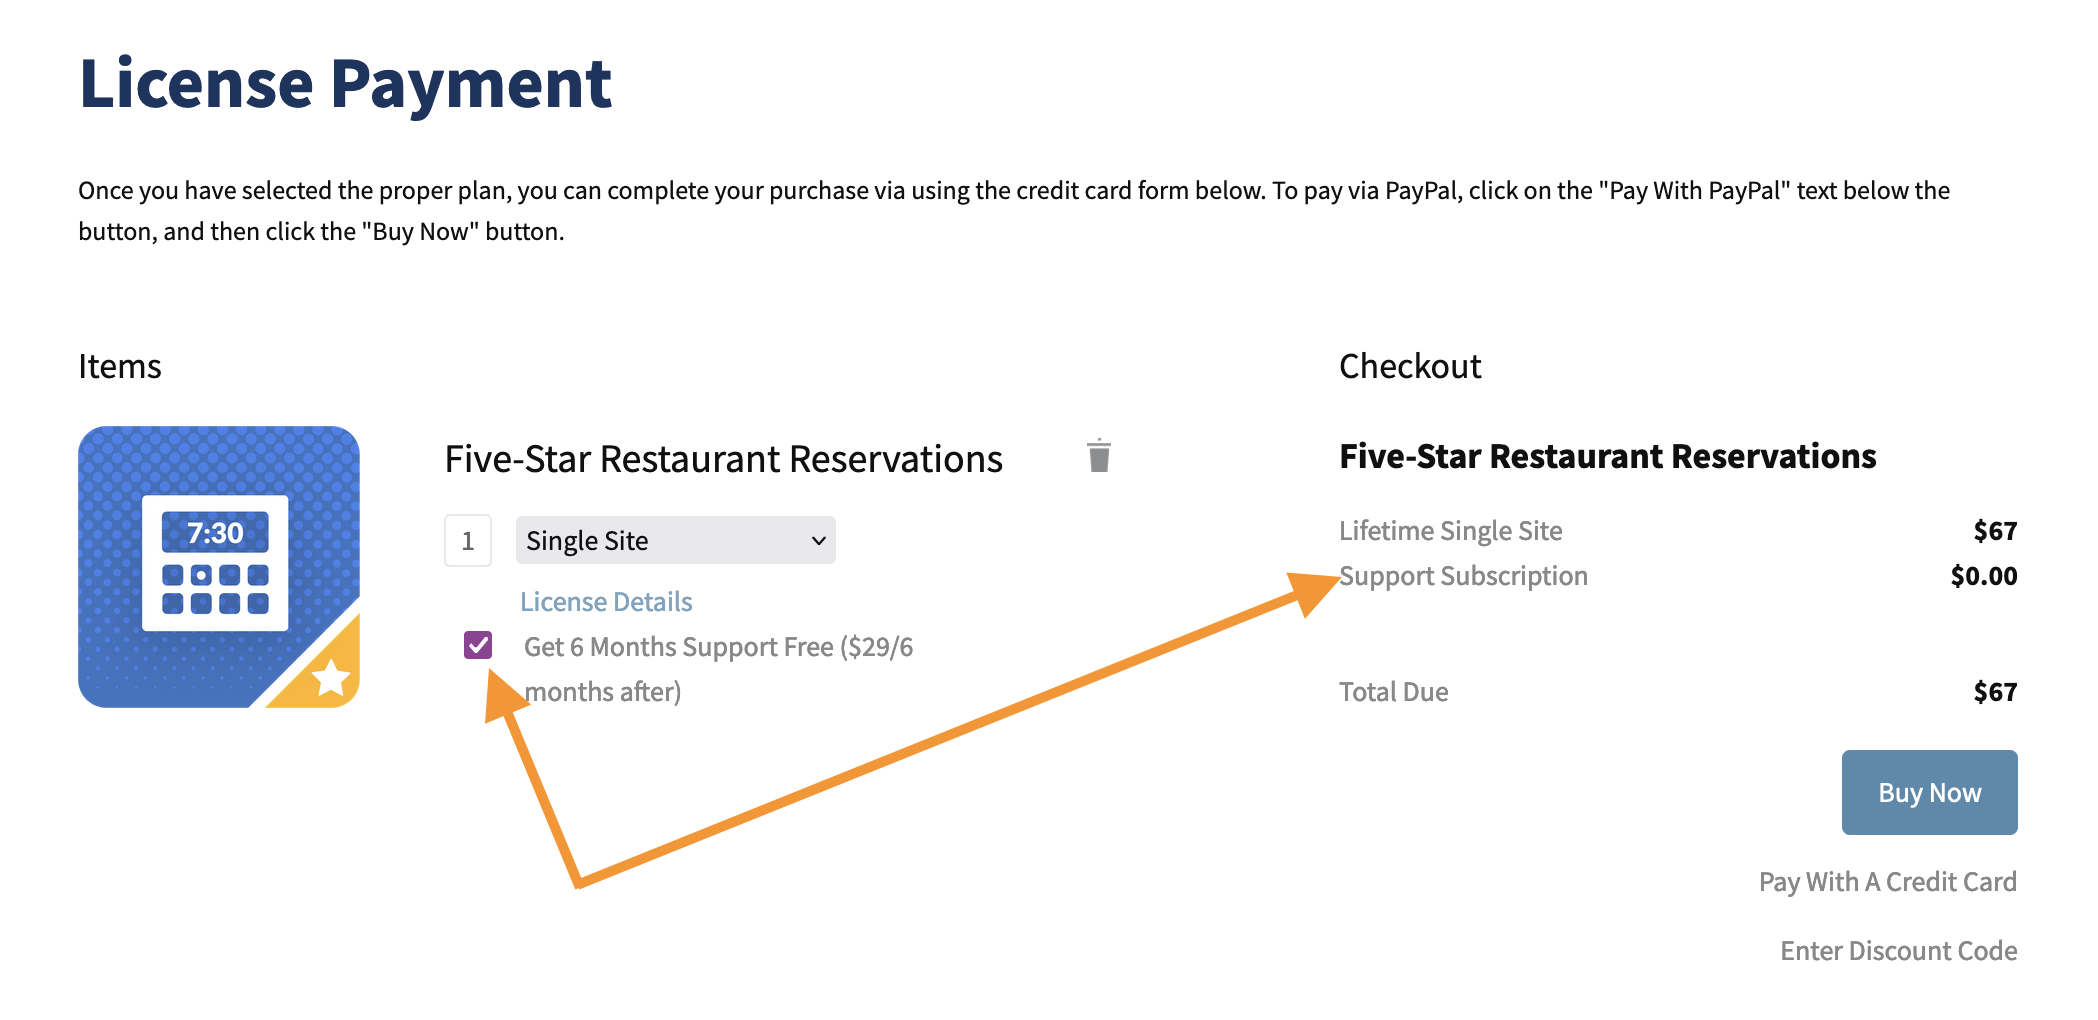 License Payment
Once you have selected the proper plan, you can complete your purchase via using the credit card form below. To pay via PayPal, click on the "Pay With PayPal" text below the
button, and then click the "Buy Now" button.
Items
7:30
Five-Star Restaurant Reservations
1
Single Site
License Details
Get 6 Months Support Free ($29/6
months after)
Checkout
Five-Star Restaurant Reservations
Lifetime Single Site $67
Support Subscription $0.00
Total Due $67
Buy Now
Pay With A Credit Card
Enter Discount Code